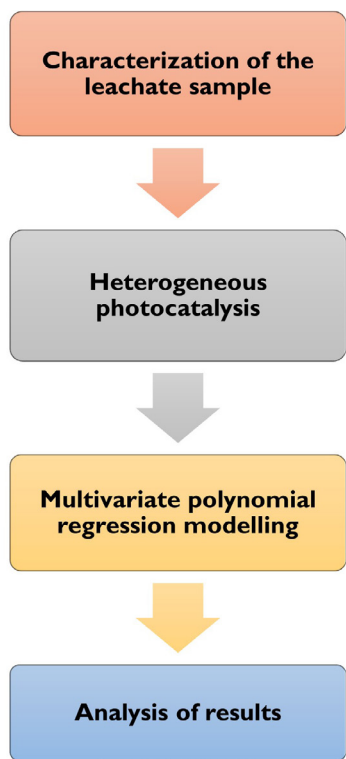 Characterization of the
leachate sample
Heterogeneous
photocatalysis
Multivariate polynomial
regression modelling
Analysis of results